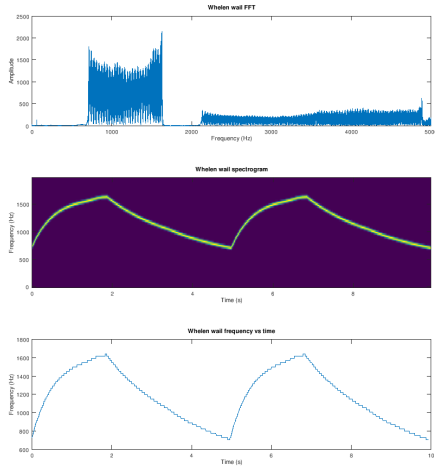 Whelen wail FFT
2500
2000
1500
1000
500
0
Amplitude
0 1000 2000 3000 4000 500
Frequency (Hz)
Whelen wail spectrogram
1500
1000
500
0
Frequency (Hz)
0 2 4 6 8
Time (s)
Whelen wail frequency vs time
1800
1600
1400
1200
1000
800
600
Frequency (Hz)
0 2 4 6 8 10
Time (s)